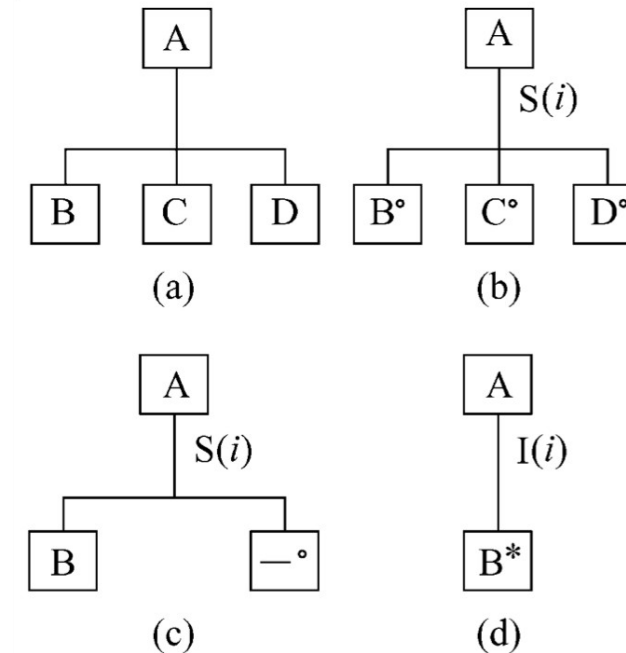 A A
S(i)
B C D B° C° D°
(a) (b)
A A
S(i) I(i)
B —° B*
(c) (d)